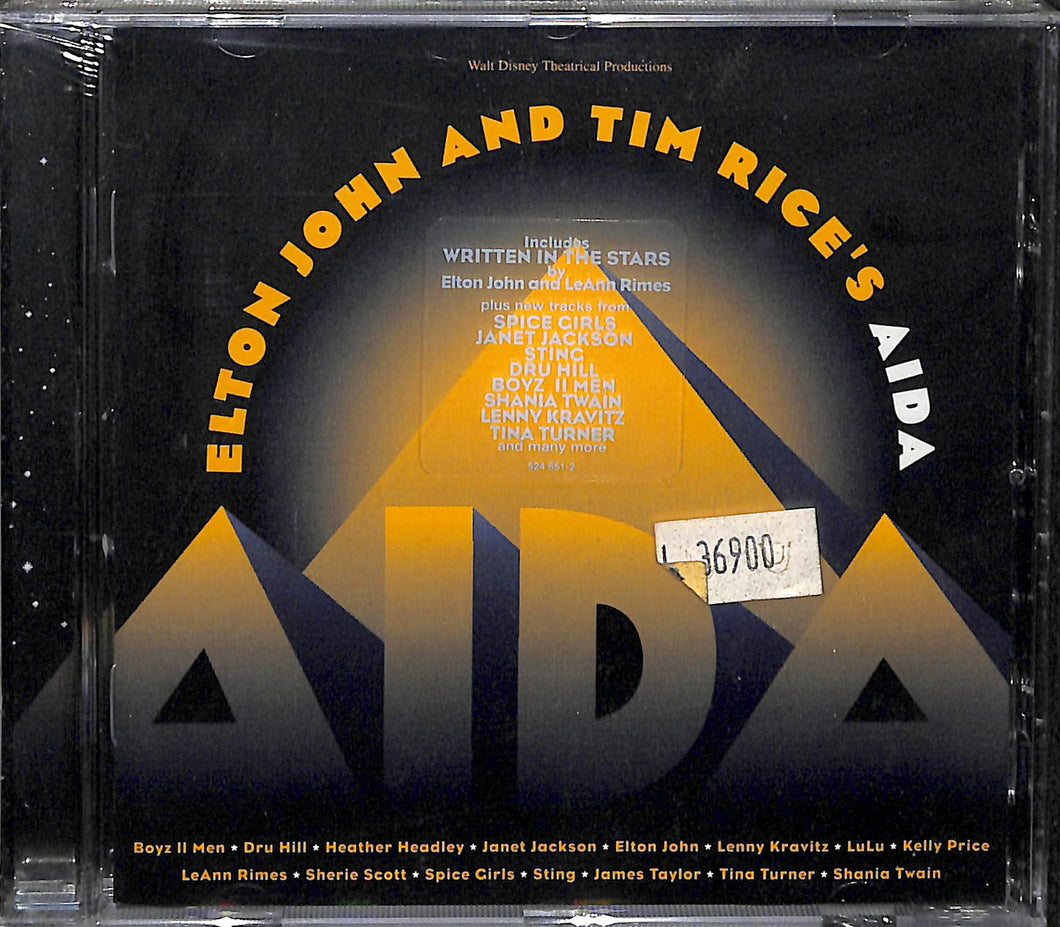 Walt Disney Theatrical Productions
ELTON JOHN AND TIM RICE'S AIDA
Includes
WRITTEN IN THE STARS
by
Elton John and LeAnn Rimes
plus new tracks from
SPICE GIRLS
JANET JACKSON
STING
DRU HILL
BOYZ II MEN
SHANIA TWAIN
LENNY KRAVITZ
TINA TURNER
and many more
524 651-2
36900
AIDA
Boyz II Men ★ Dru Hill ★ Heather Headley ★ Janet Jackson ★ Elton John ★ Lenny Kravitz ★ LuLu ★ Kelly Price
LeAnn Rimes ★ Sherie Scott ★ Spice Girls ★ Sting ★ James Taylor ★ Tina Turner ★ Shania Twain